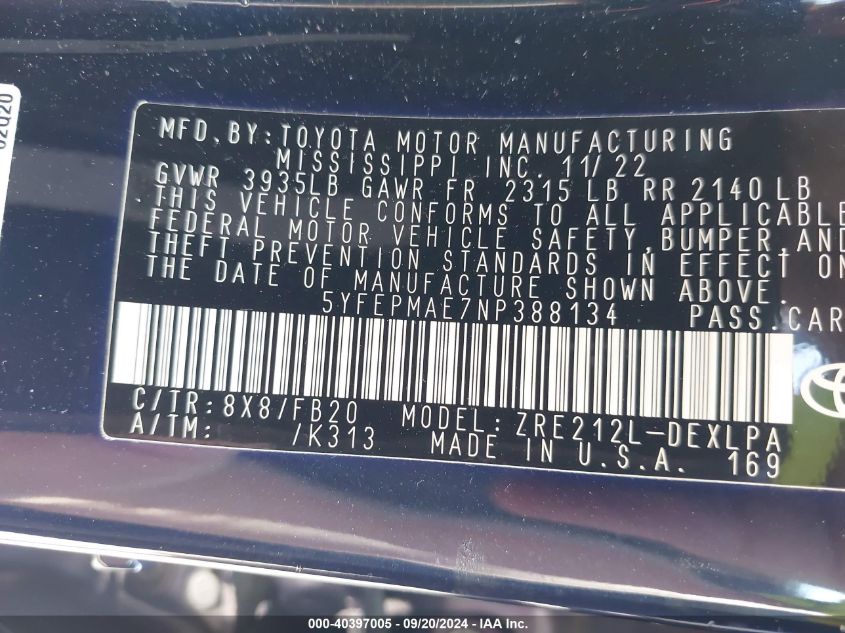 02Q20
MFD. BY: TOYOTA MOTOR MANUFACTURING
MISSISSIPPI INC. 11/22
GVWR 3935LB GAWR FR 2315 LB RR 2140 LB
THIS VEHICLE CONFORMS TO ALL APPLICABLE
FEDERAL MOTOR VEHICLE SAFETY, BUMPER, AND
THEFT PREVENTION STANDARDS IN EFFECT ON
THE DATE OF MANUFACTURE SHOWN ABOVE.
5YFEPMAE7NP388134 PASS. CAR
C/TR: 8X8/FB20 MODEL: ZRE212L-DEXLPA
A/TM: /K313 MADE IN U.S.A. 169
000-40397005 | 09/20/2024 - IAA Inc.